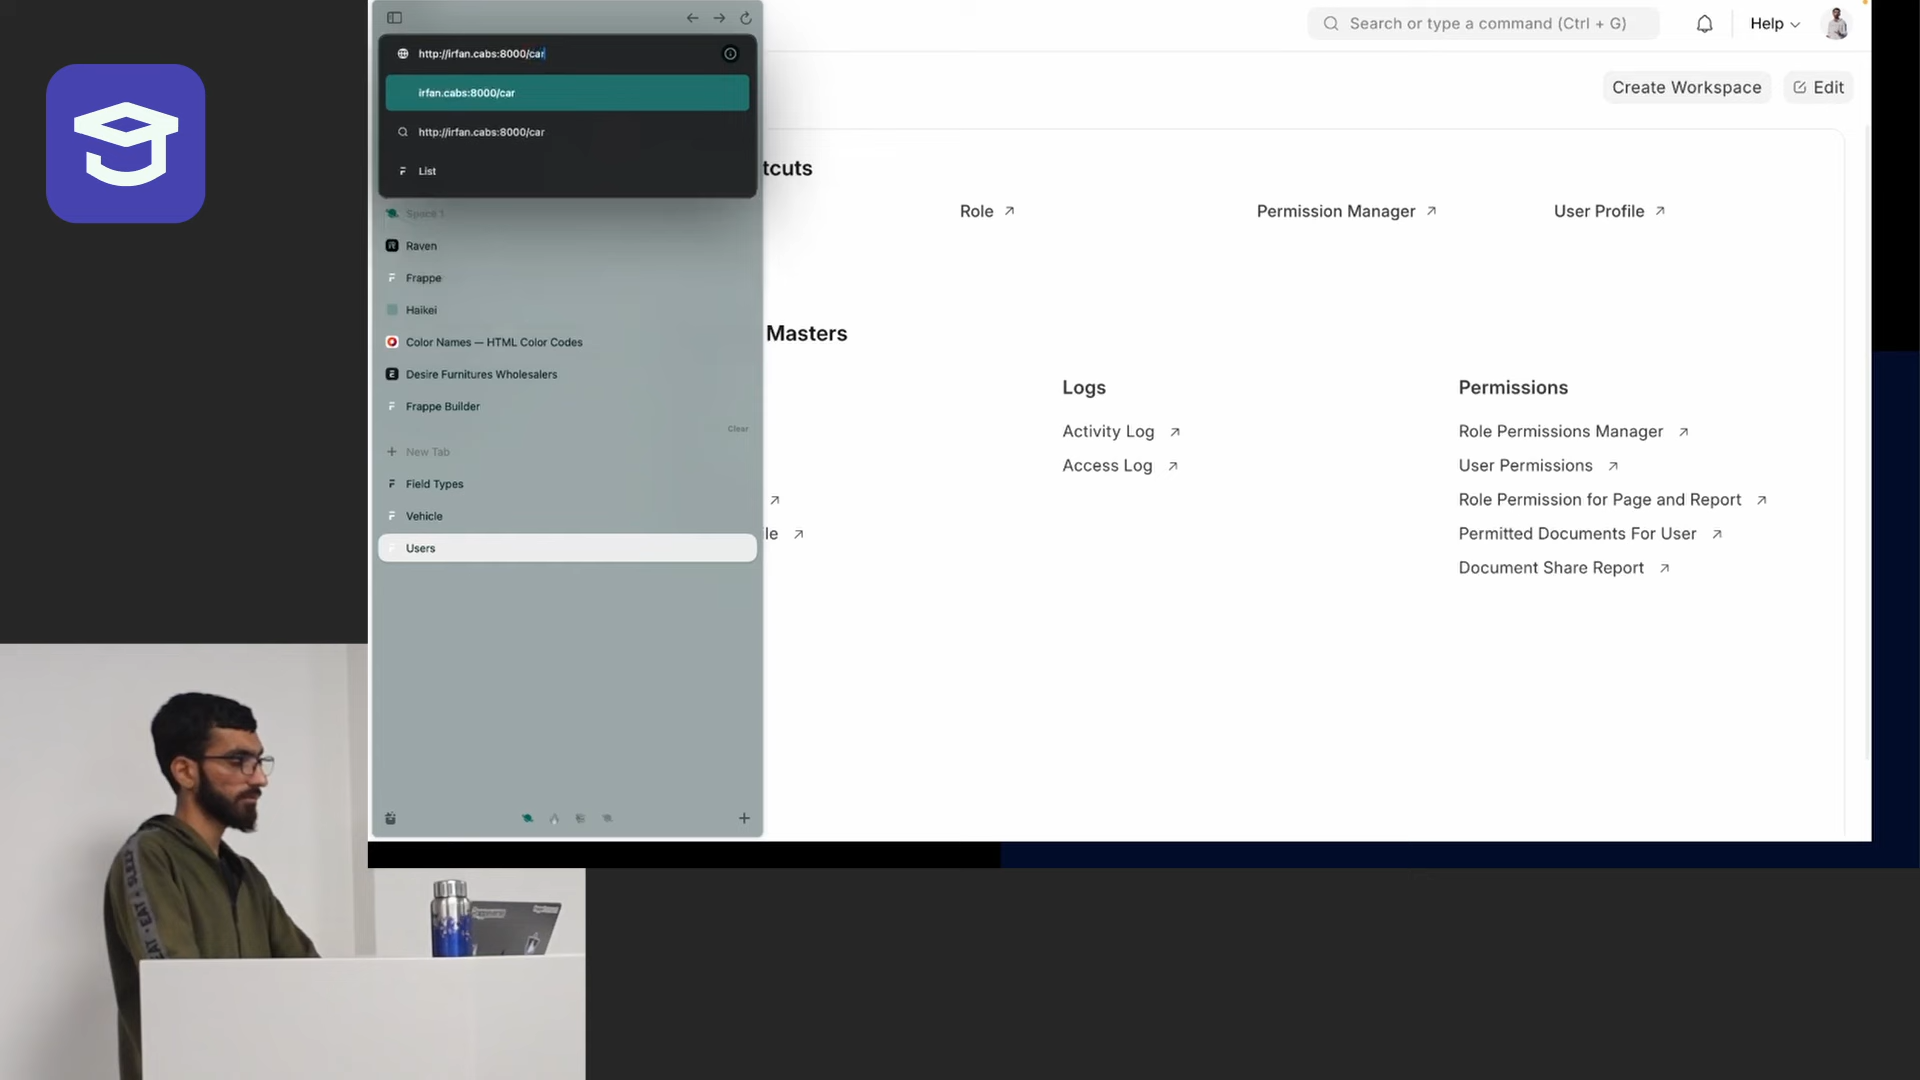 Search or type a command (Ctrl + G)
Help
http://irfan.cabs:8000/car
irfan.cabs:8000/car
http://irfan.cabs:8000/car
List
Create Workspace
Edit
tcuts
Space 1
Role
Permission Manager
User Profile
Raven
Frappe
Haikei
Color Names — HTML Color Codes
Desire Furnitures Wholesalers
Frappe Builder
Clear
New Tab
Field Types
Vehicle
Users
Masters
Logs
Permissions
Activity Log
Role Permissions Manager
Access Log
User Permissions
Role Permission for Page and Report
le
Permitted Documents For User
Document Share Report
EAT